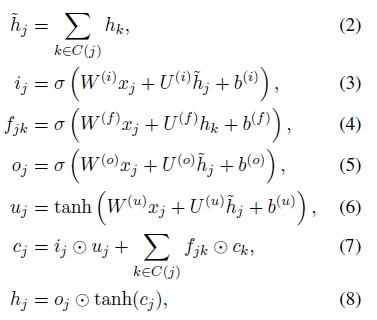 h̃_j = ∑_{k∈C(j)} h_k, (2)
i_j = σ ( W^{(i)} x_j + U^{(i)} h̃_j + b^{(i)} ) , (3)
f_{jk} = σ ( W^{(f)} x_j + U^{(f)} h_k + b^{(f)} ) , (4)
o_j = σ ( W^{(o)} x_j + U^{(o)} h̃_j + b^{(o)} ) , (5)
u_j = tanh ( W^{(u)} x_j + U^{(u)} h̃_j + b^{(u)} ) , (6)
c_j = i_j ⊙ u_j + ∑_{k∈C(j)} f_{jk} ⊙ c_k, (7)
h_j = o_j ⊙ tanh(c_j), (8)